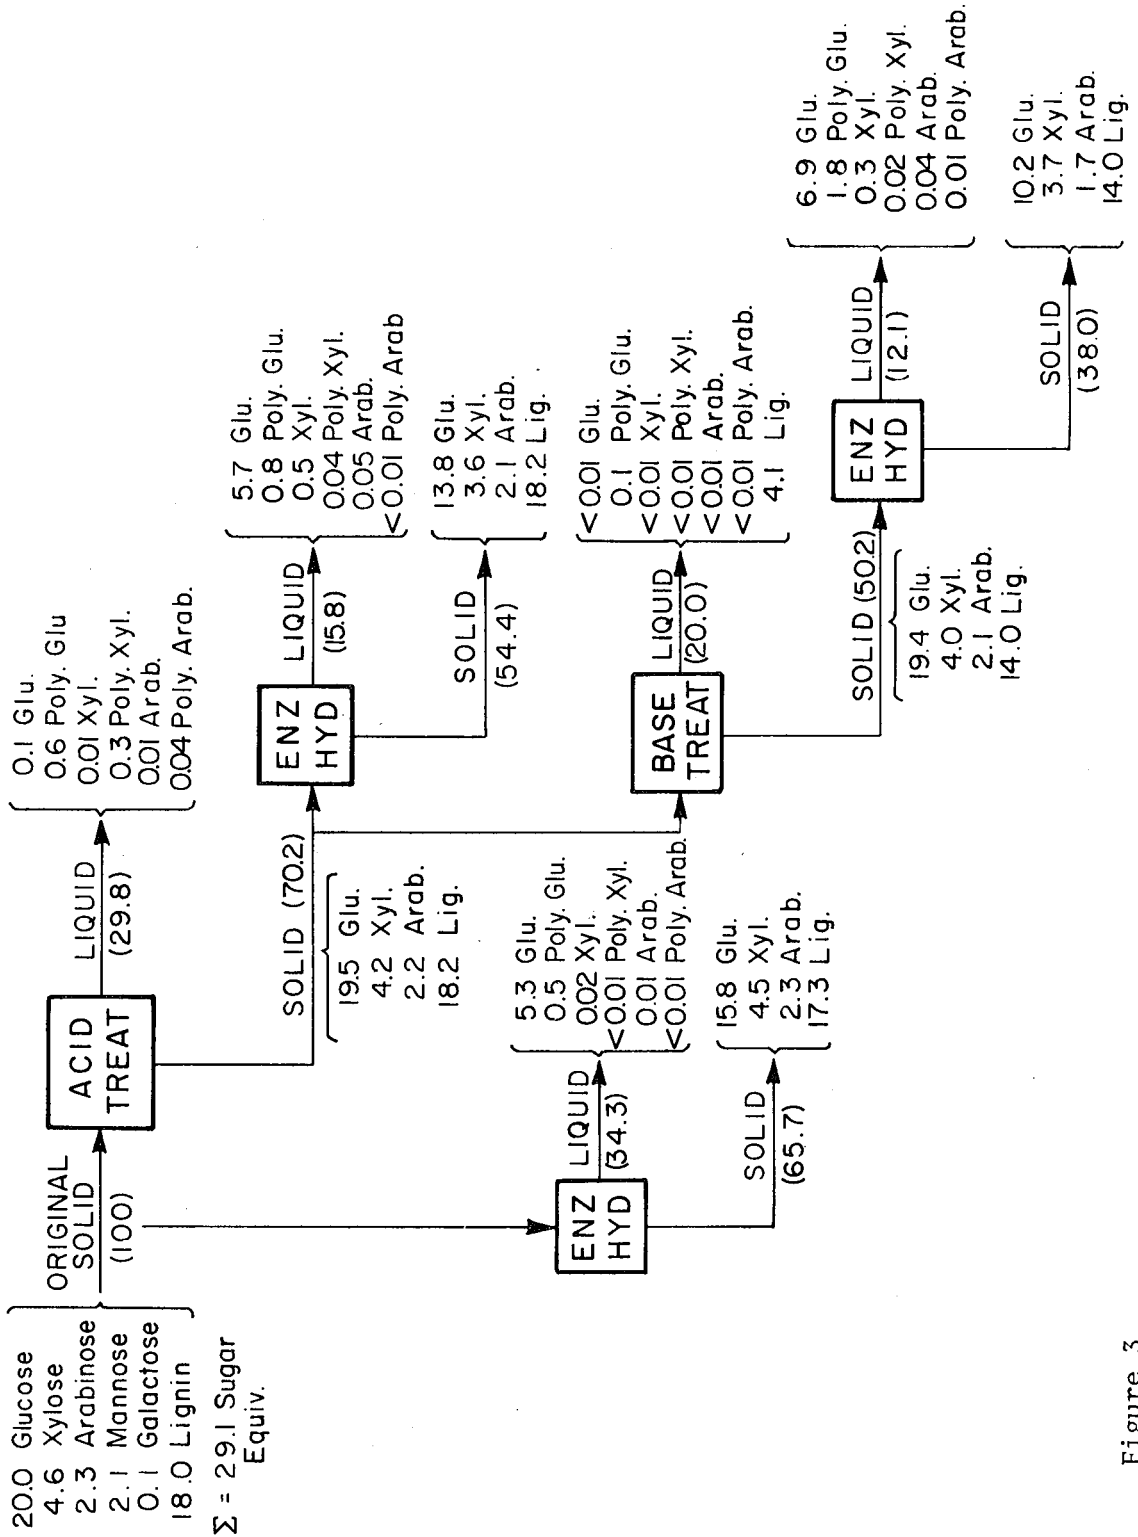 20.0 Glucose
4.6 Xylose
2.3 Arabinose
2.1 Mannose
0.1 Galactose
18.0 Lignin
Σ = 29.1 Sugar
Equiv.
ORIGINAL
SOLID
(100)
ACID
TREAT
LIQUID
(29.8)
0.1 Glu.
0.6 Poly. Glu
0.01 Xyl.
0.3 Poly. Xyl.
0.01 Arab.
0.04 Poly. Arab.
SOLID (70.2)
19.5 Glu.
4.2 Xyl.
2.2 Arab.
18.2 Lig.
ENZ
HYD
LIQUID
(15.8)
5.7 Glu.
0.8 Poly. Glu.
0.5 Xyl.
0.04 Poly. Xyl.
0.05 Arab.
<0.01 Poly. Arab
SOLID
(54.4)
13.8 Glu.
3.6 Xyl.
2.1 Arab.
18.2 Lig.
ENZ
HYD
LIQUID
(34.3)
5.3 Glu.
0.5 Poly. Glu.
0.02 Xyl.
<0.01 Poly. Xyl.
0.01 Arab.
<0.01 Poly. Arab.
SOLID
(65.7)
15.8 Glu.
4.5 Xyl.
2.3 Arab.
17.3 Lig.
BASE
TREAT
LIQUID
(20.0)
<0.01 Glu.
0.1 Poly. Glu.
<0.01 Xyl.
<0.01 Poly. Xyl.
<0.01 Arab.
<0.01 Poly. Arab.
4.1 Lig.
SOLID (50.2)
19.4 Glu.
4.0 Xyl.
2.1 Arab.
14.0 Lig.
ENZ
HYD
LIQUID
(12.1)
6.9 Glu.
1.8 Poly. Glu.
0.3 Xyl.
0.02 Poly. Xyl.
0.04 Arab.
0.01 Poly. Arab.
SOLID
(38.0)
10.2 Glu.
3.7 Xyl.
1.7 Arab.
14.0 Lig.
Figure 3